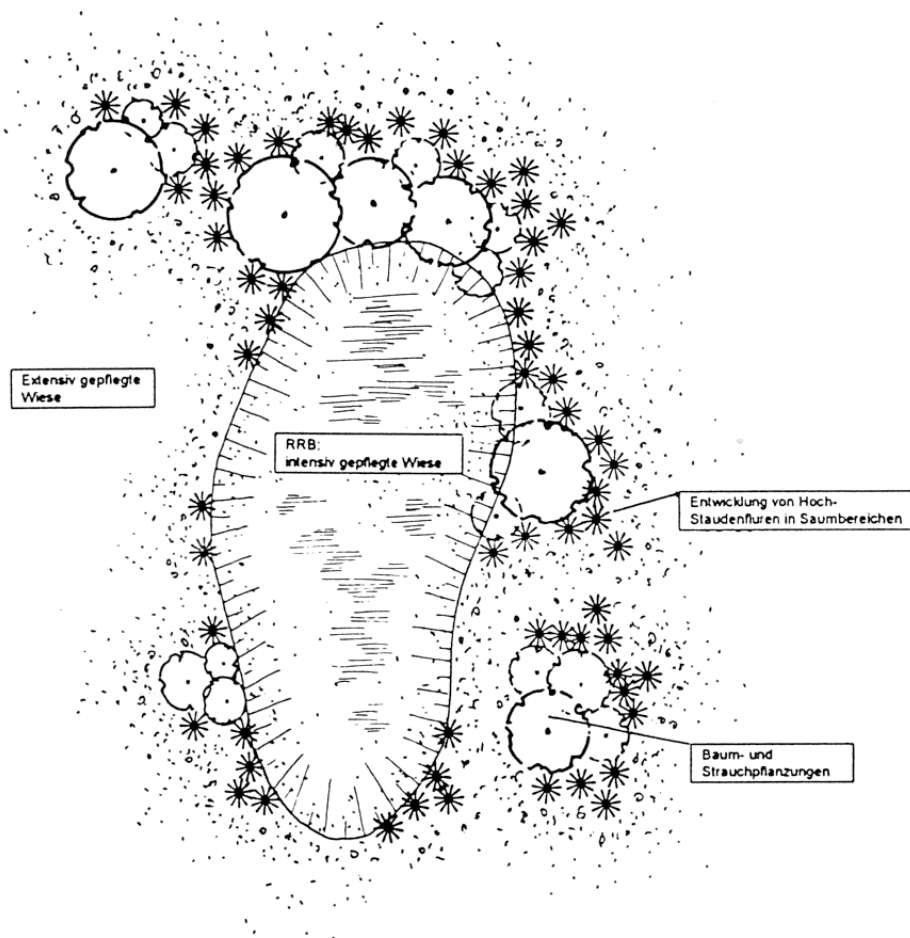 Extensiv gepflegte
Wiese
RRB:
intensiv gepflegte Wiese
Entwicklung von Hoch-
Staudenfluren in Saumbereichen
Baum- und
Strauchpflanzungen